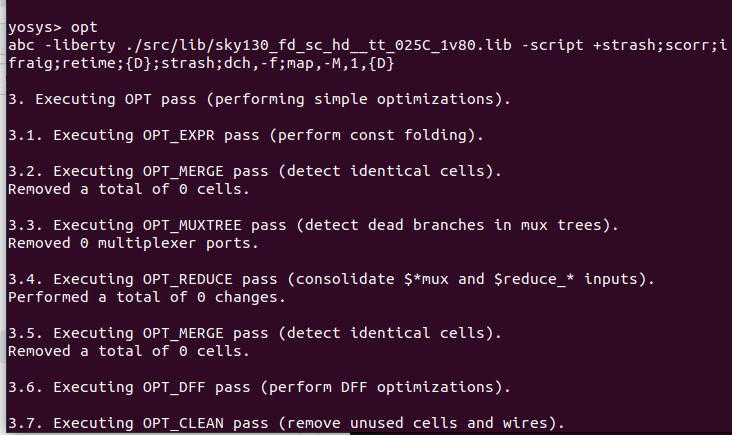 yosys> opt
abc -liberty ./src/lib/sky130_fd_sc_hd__tt_025C_1v80.lib -script +strash;scorr;i
fraig;retime;{D};strash;dch,-f;map,-M,1,{D}
3. Executing OPT pass (performing simple optimizations).
3.1. Executing OPT_EXPR pass (perform const folding).
3.2. Executing OPT_MERGE pass (detect identical cells).
Removed a total of 0 cells.
3.3. Executing OPT_MUXTREE pass (detect dead branches in mux trees).
Removed 0 multiplexer ports.
3.4. Executing OPT_REDUCE pass (consolidate $*mux and $reduce_* inputs).
Performed a total of 0 changes.
3.5. Executing OPT_MERGE pass (detect identical cells).
Removed a total of 0 cells.
3.6. Executing OPT_DFF pass (perform DFF optimizations).
3.7. Executing OPT_CLEAN pass (remove unused cells and wires).